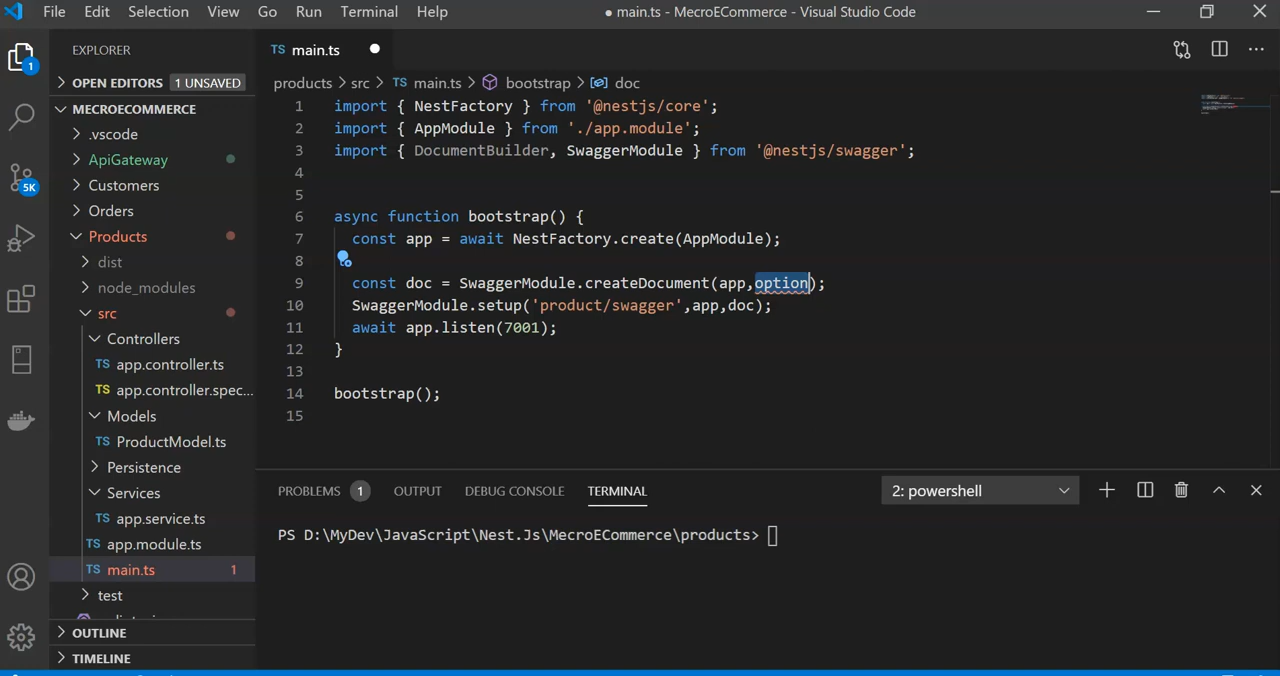 File Edit Selection View Go Run Terminal Help ● main.ts - MecroECommerce - Visual Studio Code
EXPLORER
TS main.ts
1
OPEN EDITORS 1 UNSAVED
products > src > TS main.ts > bootstrap > doc
MECROECOMMERCE
1 import { NestFactory } from '@nestjs/core';
.vscode
2 import { AppModule } from './app.module';
ApiGateway
3 import { DocumentBuilder, SwaggerModule } from '@nestjs/swagger';
5K
Customers
4
5
Orders
6 async function bootstrap() {
Products
7 const app = await NestFactory.create(AppModule);
dist
8
node_modules
9 const doc = SwaggerModule.createDocument(app,option);
src
10 SwaggerModule.setup('product/swagger',app,doc);
Controllers
11 await app.listen(7001);
TS app.controller.ts
12 }
13
TS app.controller.spec...
14 bootstrap();
Models
15
TS ProductModel.ts
Persistence
Services
PROBLEMS 1 OUTPUT DEBUG CONSOLE TERMINAL 2: powershell
TS app.service.ts
PS D:\MyDev\JavaScript\Nest.Js\MecroECommerce\products>
TS app.module.ts
TS main.ts 1
test
OUTLINE
TIMELINE